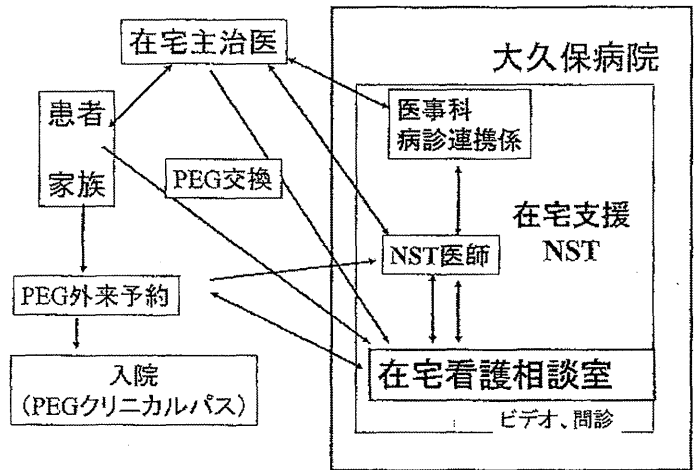 在宅主治医
大久保病院
患者
家族
医事科
病診連携係
PEG交換
在宅支援
NST
NST医師
PEG外来予約
在宅看護相談室
入院
(PEGクリニカルパス)
ビデオ、問診